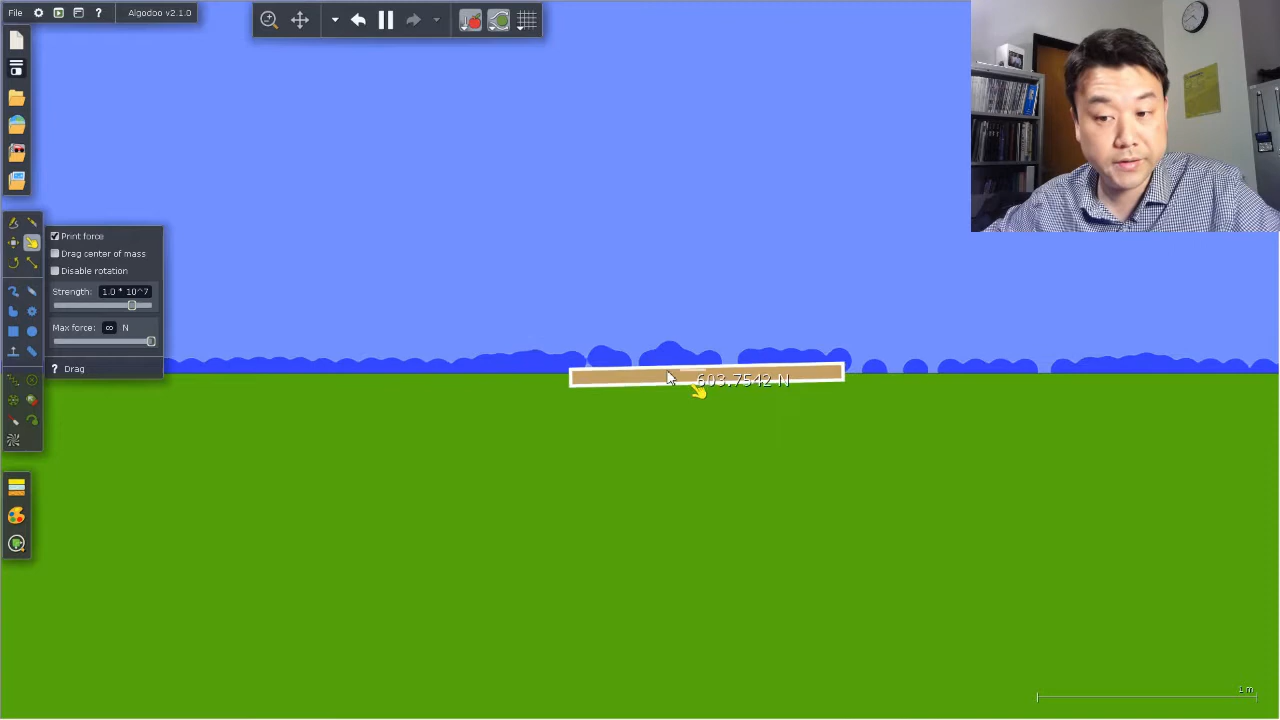 File ? Algodoo v2.1.0
Print force
Drag center of mass
Disable rotation
Strength: 1.0 * 10^7
Max force: ∞ N
? Drag
603.7542 N
1 m